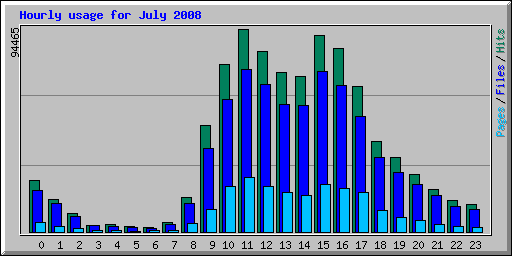 Hourly usage for July 2008
94465
Pages / Files / Hits
0 1 2 3 4 5 6 7 8 9 10 11 12 13 14 15 16 17 18 19 20 21 22 23